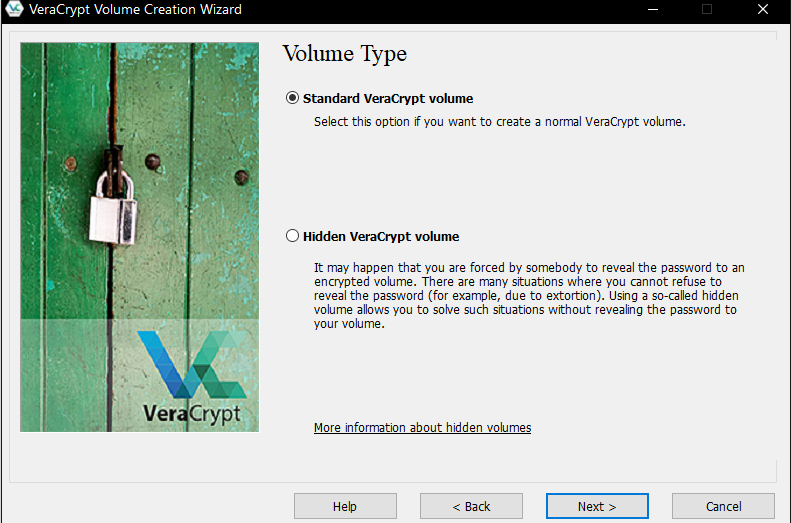 VeraCrypt Volume Creation Wizard
Volume Type
Standard VeraCrypt volume
Select this option if you want to create a normal VeraCrypt volume.
Hidden VeraCrypt volume
It may happen that you are forced by somebody to reveal the password to an
encrypted volume. There are many situations where you cannot refuse to
reveal the password (for example, due to extortion). Using a so-called hidden
volume allows you to solve such situations without revealing the password to
your volume.
VeraCrypt
More information about hidden volumes
Help
< Back
Next >
Cancel